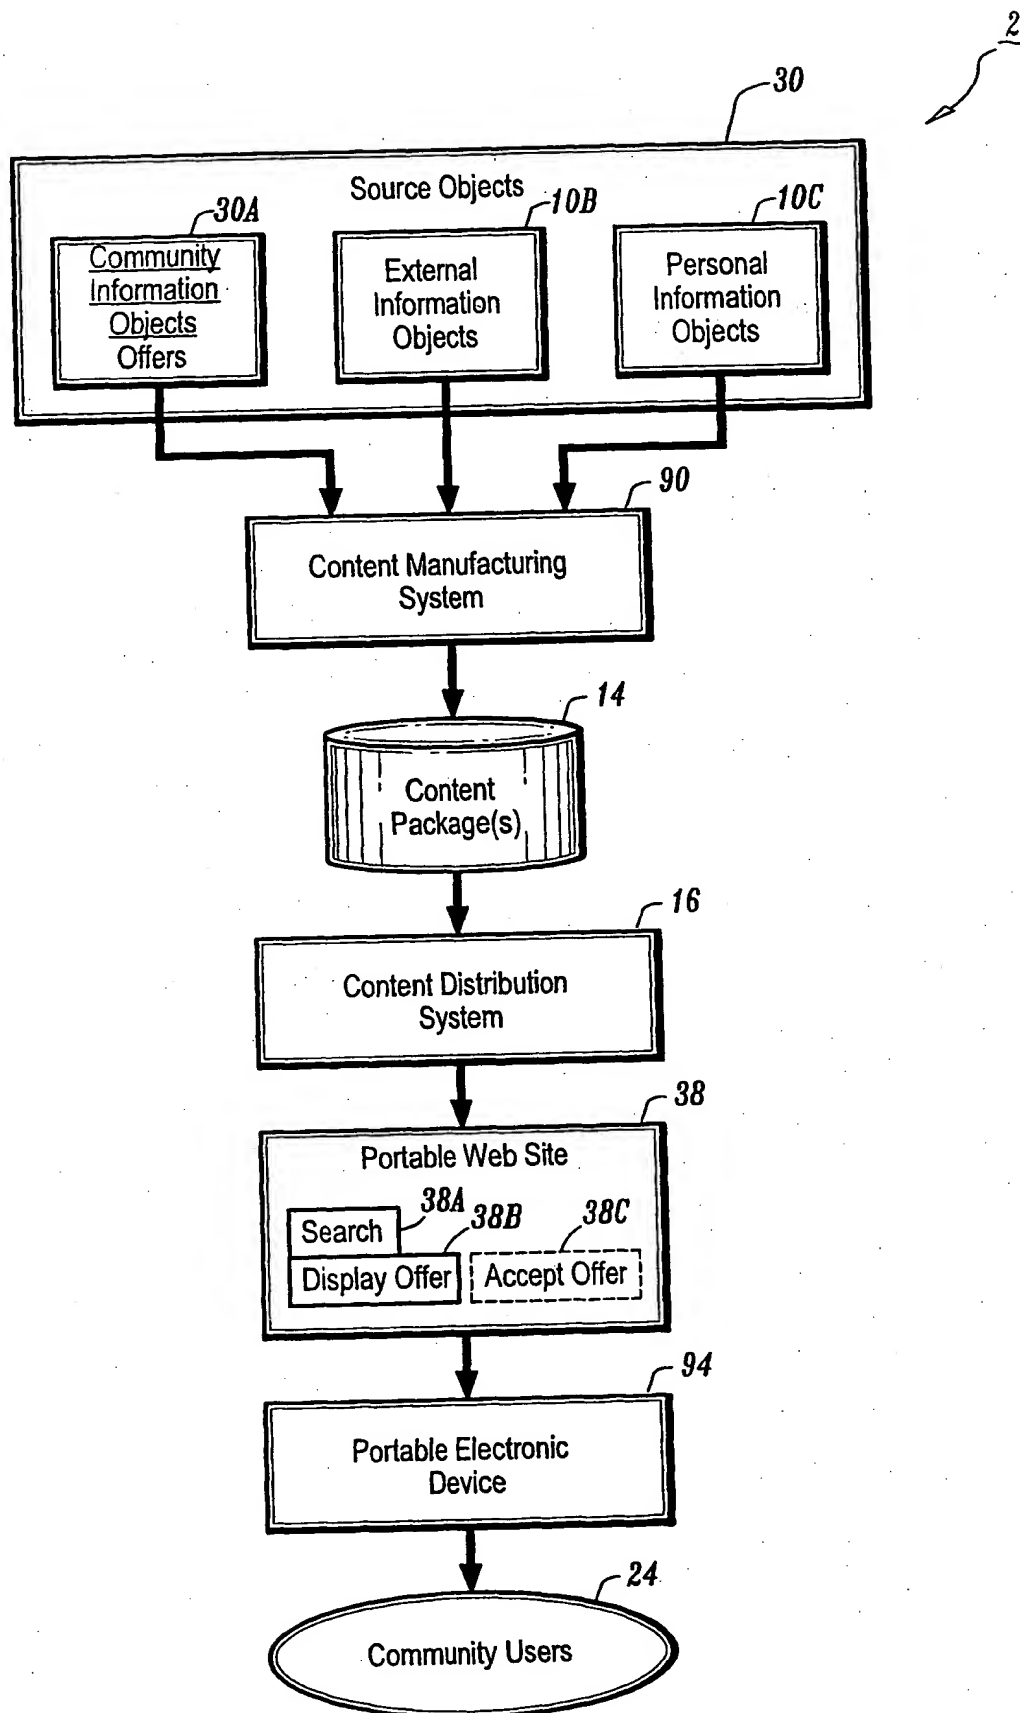 2
30
Source Objects
30A
10B
10C
Community
Information
Objects
Offers
External
Information
Objects
Personal
Information
Objects
90
Content Manufacturing
System
14
Content
Package(s)
16
Content Distribution
System
38
Portable Web Site
38A
Search
38B
38C
Display Offer
Accept Offer
94
Portable Electronic
Device
24
Community Users